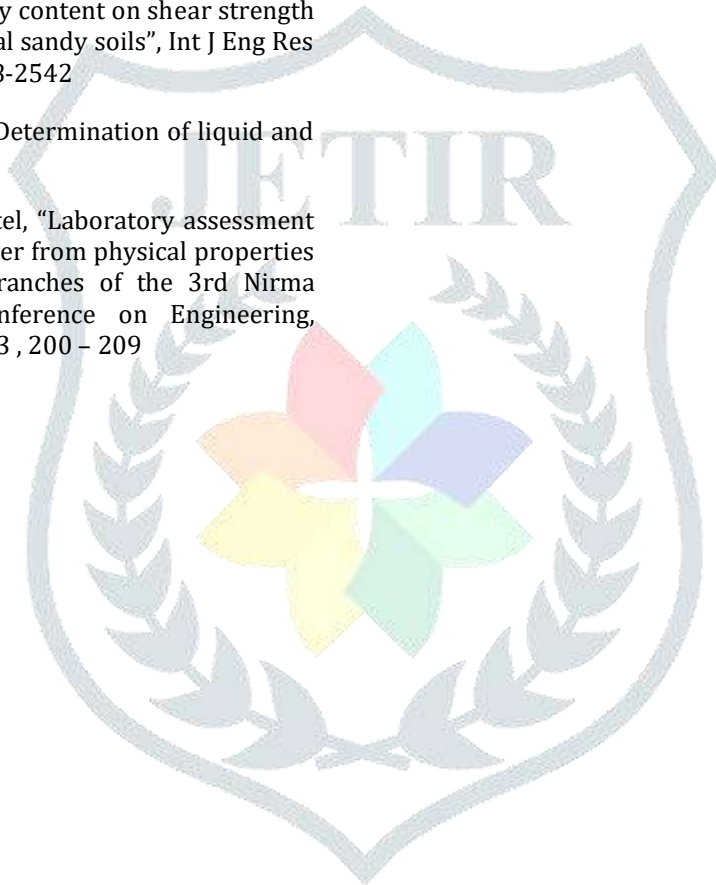 y content on shear strength
al sandy soils”, Int J Eng Res
3-2542
Determination of liquid and
tel, “Laboratory assessment
er from physical properties
ranches of the 3rd Nirma
nference on Engineering,
3 , 200 – 209
JETIR